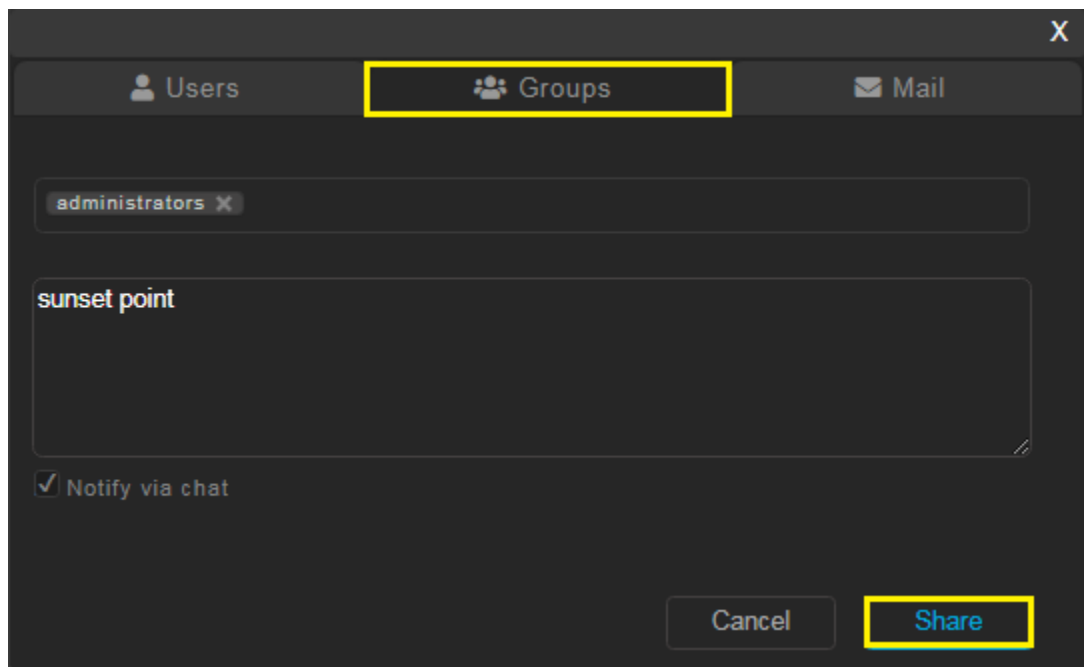 X
Users Groups Mail
administrators x
sunset point
Notify via chat
Cancel Share